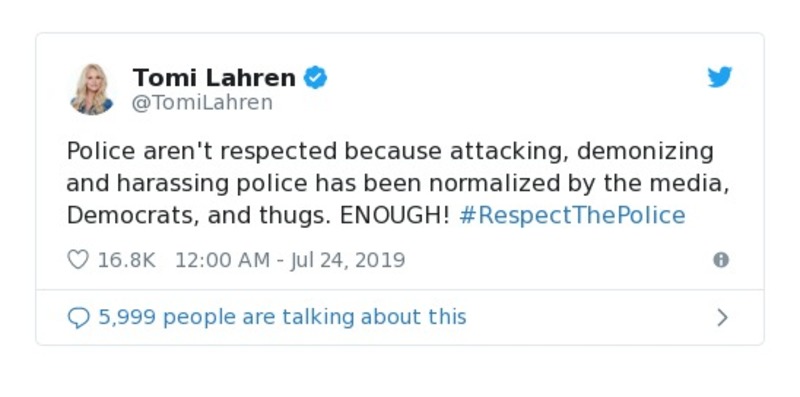 Tomi Lahren
@TomiLahren
Police aren't respected because attacking, demonizing
and harassing police has been normalized by the media,
Democrats, and thugs. ENOUGH! #RespectThePolice
16.8K 12:00 AM - Jul 24, 2019
5,999 people are talking about this